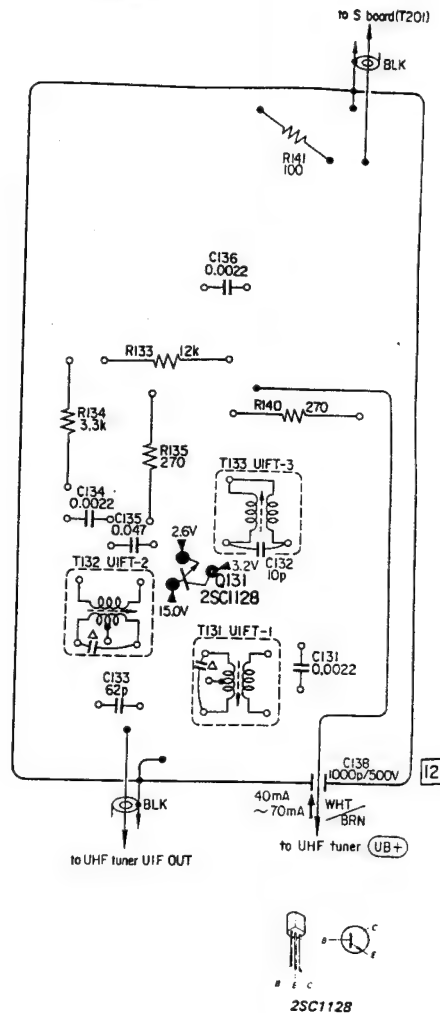 to S board(T201)
BLK
R141
100
C136
0.0022
R133 12k
R134
3.3k
R140 270
R135
270
C134
0.0022
C135
0.047
T133 UIFT-3
2.6V
C132
10p
3.2V
Q131
2SC1128
T132 UIFT-2
15.0V
T131 UIFT-1
C131
0.0022
C133
62p
C138
1000p/500V
12
40mA
~70mA
WHT
BRN
BLK
to UHF tuner UIF OUT
to UHF tuner UB+
B C
E
B E C
2SC1128